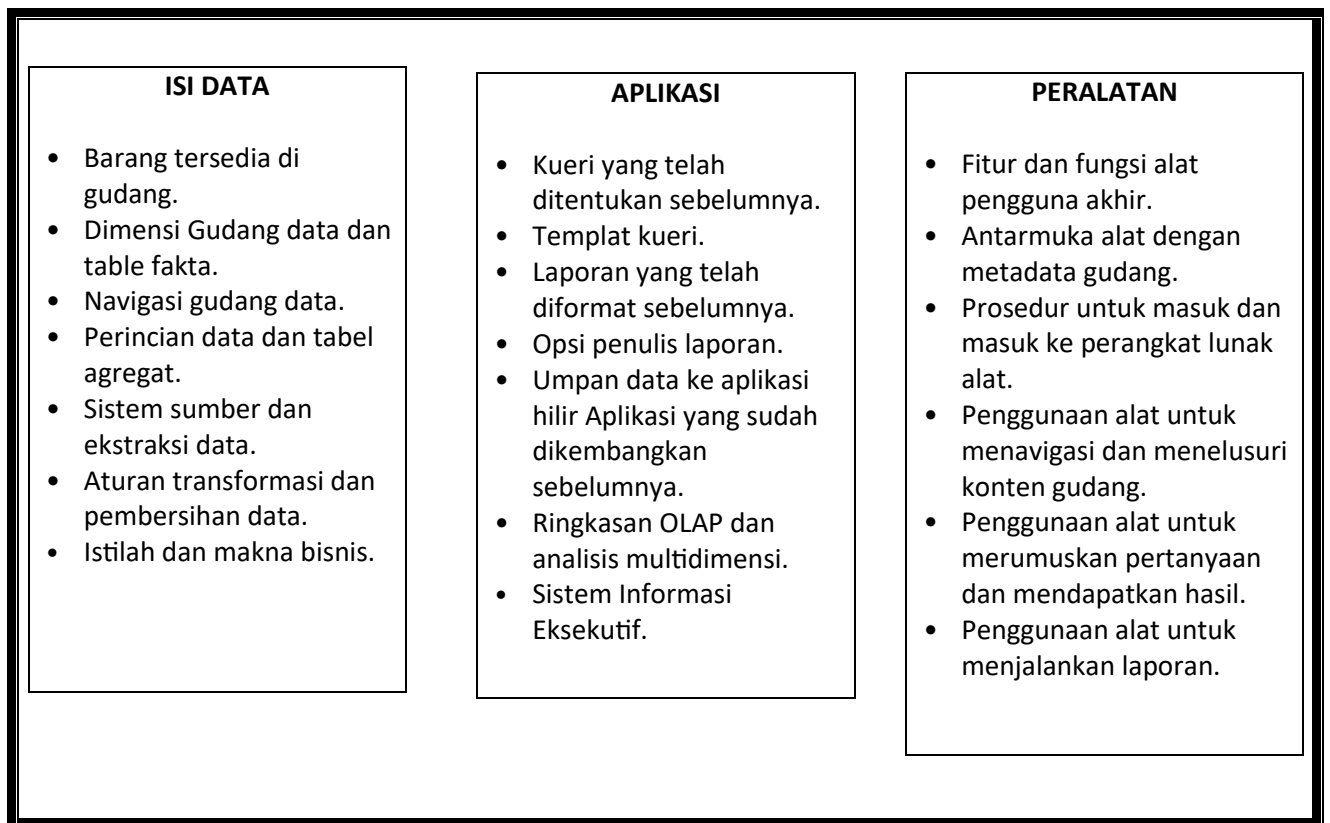 ISI DATA
• Barang tersedia di
gudang.
• Dimensi Gudang data dan
table fakta.
• Navigasi gudang data.
• Perincian data dan tabel
agregat.
• Sistem sumber dan
ekstraksi data.
• Aturan transformasi dan
pembersihan data.
• Istilah dan makna bisnis.
APLIKASI
• Kueri yang telah
ditentukan sebelumnya.
• Templat kueri.
• Laporan yang telah
diformat sebelumnya.
• Opsi penulis laporan.
• Umpan data ke aplikasi
hilir Aplikasi yang sudah
dikembangkan
sebelumnya.
• Ringkasan OLAP dan
analisis multidimensi.
• Sistem Informasi
Eksekutif.
PERALATAN
• Fitur dan fungsi alat
pengguna akhir.
• Antarmuka alat dengan
metadata gudang.
• Prosedur untuk masuk dan
masuk ke perangkat lunak
alat.
• Penggunaan alat untuk
menavigasi dan menelusuri
konten gudang.
• Penggunaan alat untuk
merumuskan pertanyaan
dan mendapatkan hasil.
• Penggunaan alat untuk
menjalankan laporan.